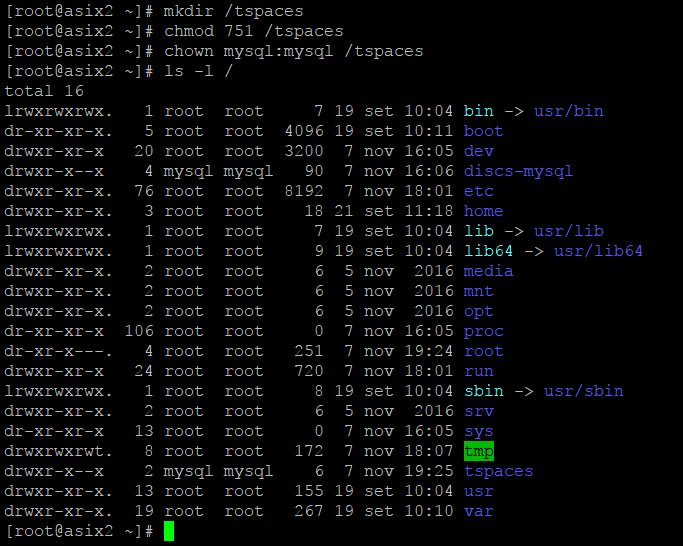 [root@asix2 ~]# mkdir /tspaces
[root@asix2 ~]# chmod 751 /tspaces
[root@asix2 ~]# chown mysql:mysql /tspaces
[root@asix2 ~]# ls -l /
total 16
lrwxrwxrwx.   1 root  root     7 19 set 10:04 bin -> usr/bin
dr-xr-xr-x.   5 root  root  4096 19 set 10:11 boot
drwxr-xr-x   20 root  root  3200  7 nov 16:05 dev
drwxr-x--x    4 mysql mysql   90  7 nov 16:06 discs-mysql
drwxr-xr-x.  76 root  root  8192  7 nov 18:01 etc
drwxr-xr-x.   3 root  root    18 21 set 11:18 home
lrwxrwxrwx.   1 root  root     7 19 set 10:04 lib -> usr/lib
lrwxrwxrwx.   1 root  root     9 19 set 10:04 lib64 -> usr/lib64
drwxr-xr-x.   2 root  root     6  5 nov  2016 media
drwxr-xr-x.   2 root  root     6  5 nov  2016 mnt
drwxr-xr-x.   2 root  root     6  5 nov  2016 opt
dr-xr-xr-x  106 root  root     0  7 nov 16:05 proc
dr-xr-x---.   4 root  root   251  7 nov 19:24 root
drwxr-xr-x   24 root  root   720  7 nov 18:01 run
lrwxrwxrwx.   1 root  root     8 19 set 10:04 sbin -> usr/sbin
drwxr-xr-x.   2 root  root     6  5 nov  2016 srv
dr-xr-xr-x   13 root  root     0  7 nov 16:05 sys
drwxrwxrwt.   8 root  root   172  7 nov 18:07 tmp
drwxr-x--x    2 mysql mysql    6  7 nov 19:25 tspaces
drwxr-xr-x.  13 root  root   155 19 set 10:04 usr
drwxr-xr-x.  19 root  root   267 19 set 10:10 var
[root@asix2 ~]#